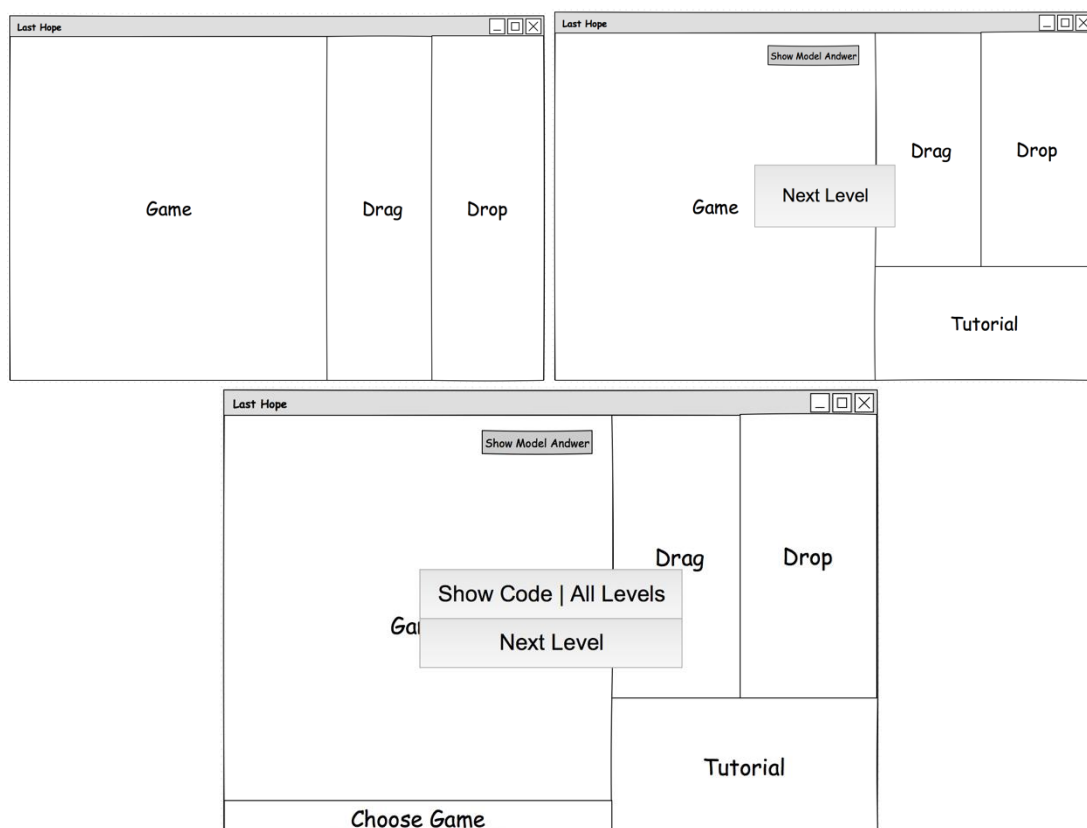 Last Hope
Game
Drag
Drop
Last Hope
Show Model Andwer
Drag
Drop
Next Level
Game
Tutorial
Last Hope
Show Model Andwer
Drag
Drop
Show Code | All Levels
Next Level
Tutorial
Choose Game